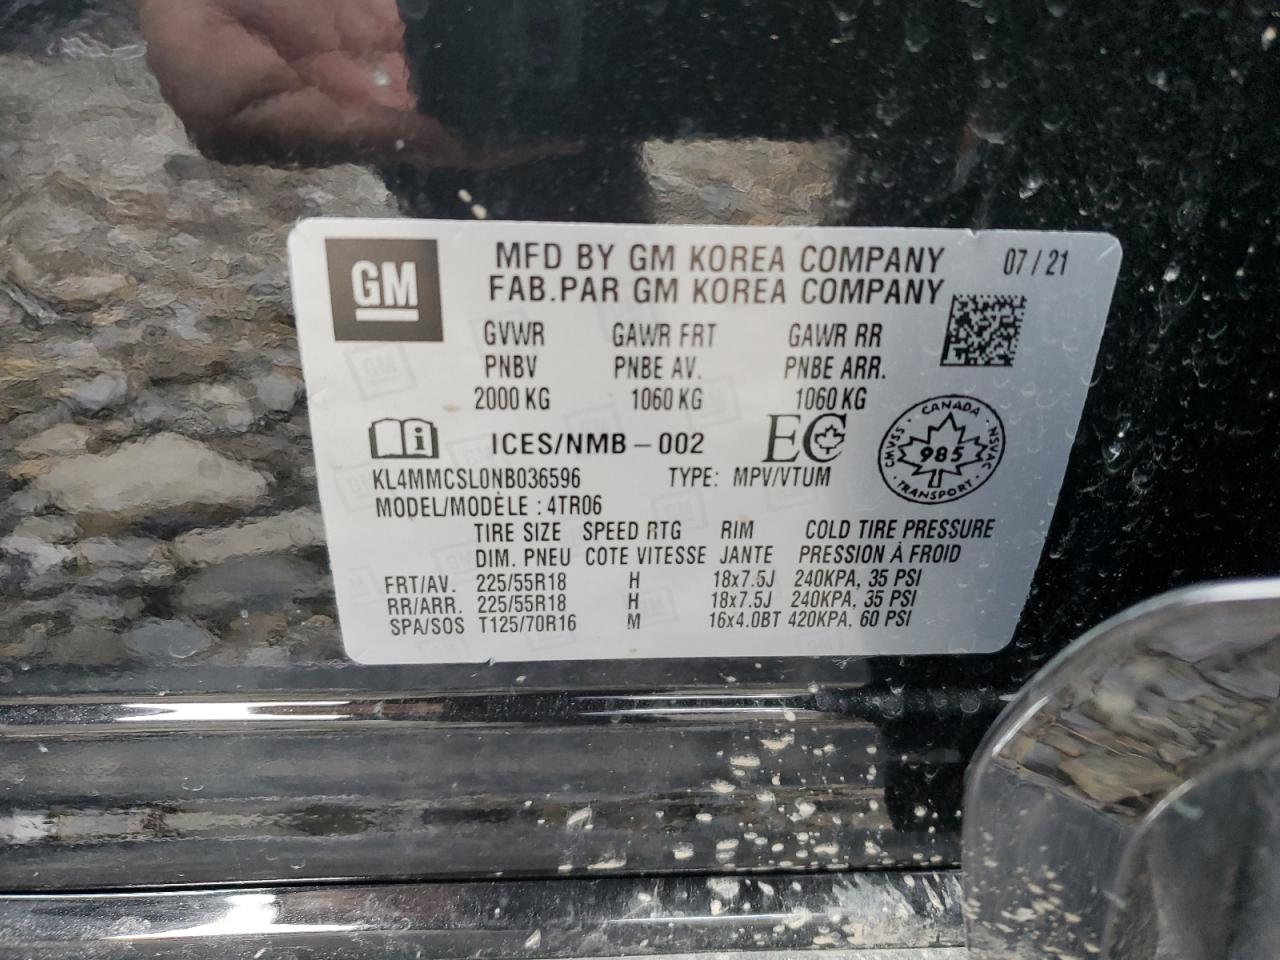 GM
MFD BY GM KOREA COMPANY 07 / 21
FAB.PAR GM KOREA COMPANY
GVWR GAWR FRT GAWR RR
PNBV PNBE AV. PNBE ARR.
2000 KG 1060 KG 1060 KG
ICES/NMB – 002 EC
CANADA
CMVSS 985 NSVAC
TRANSPORT
KL4MMCSL0NB036596 TYPE: MPV/VTUM
MODEL/MODÈLE : 4TR06
TIRE SIZE SPEED RTG RIM COLD TIRE PRESSURE
DIM. PNEU COTE VITESSE JANTE PRESSION À FROID
FRT/AV. 225/55R18 H 18x7.5J 240KPA, 35 PSI
RR/ARR. 225/55R18 H 18x7.5J 240KPA, 35 PSI
SPA/SOS T125/70R16 M 16x4.0BT 420KPA, 60 PSI